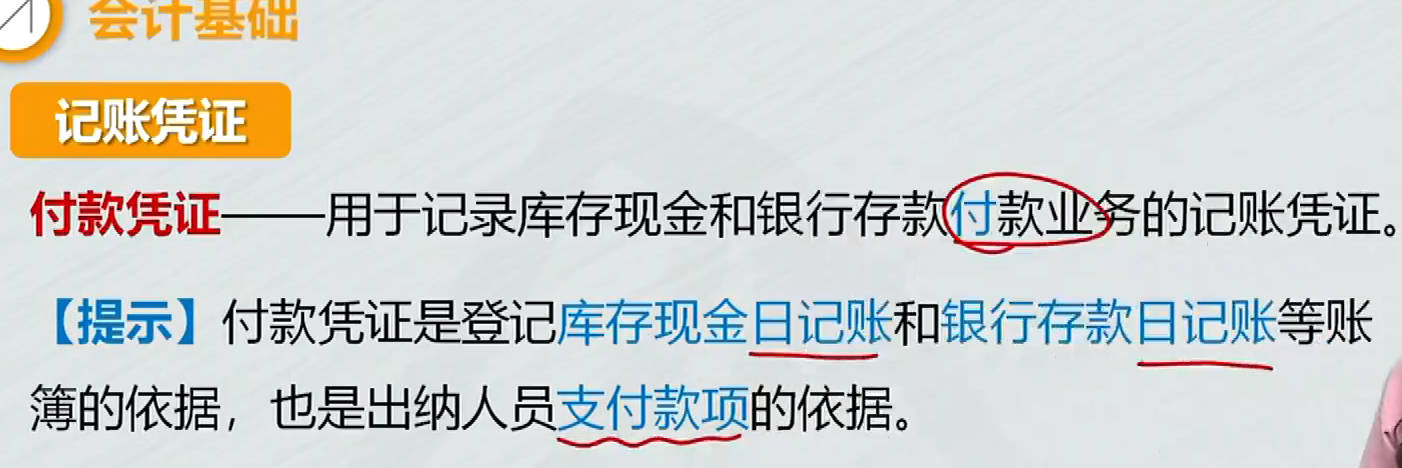 会计基础
记账凭证
付款凭证——用于记录库存现金和银行存款付款业务的记账凭证。
【提示】付款凭证是登记库存现金日记账和银行存款日记账等账
簿的依据，也是出纳人员支付款项的依据。